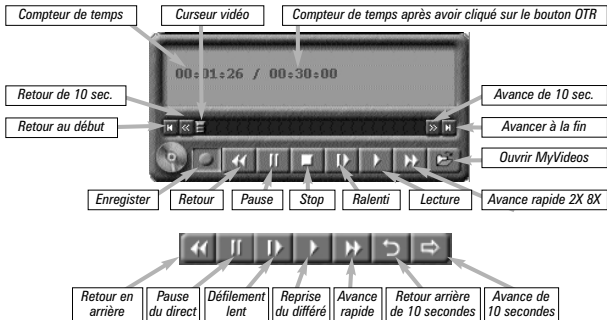 Compteur de temps
Curseur vidéo
Compteur de temps après avoir cliqué sur le bouton OTR
00:01:26 / 00:30:00
Retour de 10 sec.
Avance de 10 sec.
Retour au début
Avancer à la fin
Ouvrir MyVideos
Enregister
Retour
Pause
Stop
Ralenti
Lecture
Avance rapide 2X 8X
Retour en
arrière
Pause
du direct
Défilement
lent
Reprise
du différé
Avance
rapide
Retour arrière
de 10 secondes
Avance de
10 secondes